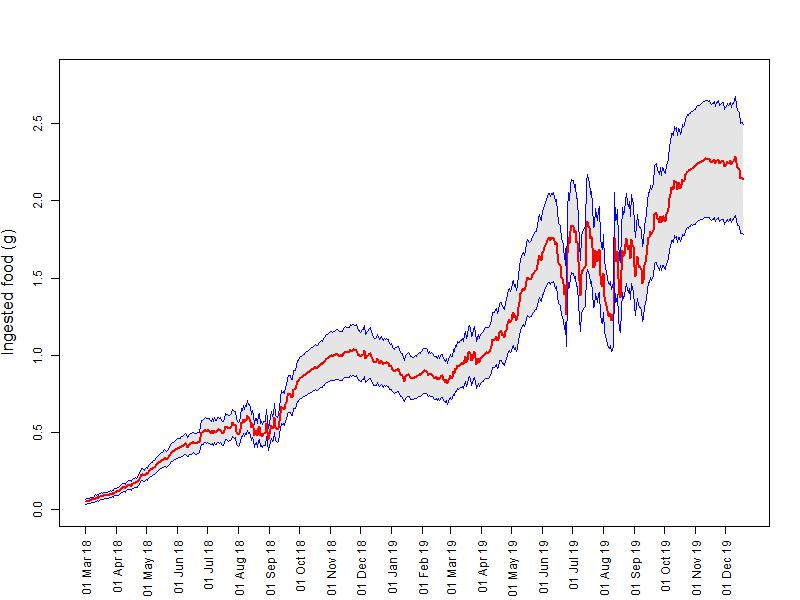 Ingested food (g)
2.5
2.0
1.5
1.0
0.5
0.0
01 Mar 18
01 Apr 18
01 May 18
01 Jun 18
01 Jul 18
01 Aug 18
01 Sep 18
01 Oct 18
01 Nov 18
01 Dec 18
01 Jan 19
01 Feb 19
01 Mar 19
01 Apr 19
01 May 19
01 Jun 19
01 Jul 19
01 Aug 19
01 Sep 19
01 Oct 19
01 Nov 19
01 Dec 19